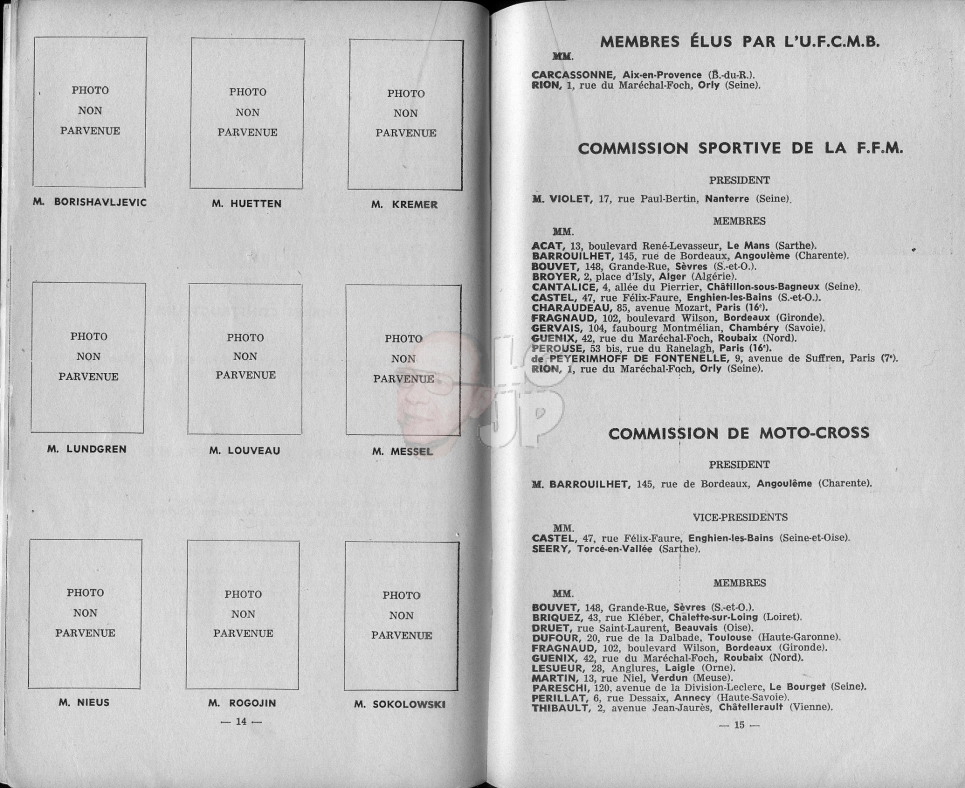 PHOTO
NON
PARVENUE
PHOTO
NON
PARVENUE
PHOTO
NON
PARVENUE
M. BORISHAVLJEVIC
M. HUETTEN
M. KREMER
PHOTO
NON
PARVENUE
PHOTO
NON
PARVENUE
PHOTO
NON
PARVENUE
M. LUNDGREN
M. LOUVEAU
M. MESSEL
PHOTO
NON
PARVENUE
PHOTO
NON
PARVENUE
PHOTO
NON
PARVENUE
M. NIEUS
M. ROGOJIN
M. SOKOLOWSKI
— 14 —
MEMBRES ÉLUS PAR L'U.F.C.M.B.
MM.
CARCASSONNE, Aix-en-Provence (B.-du-R.).
RION, 1, rue du Maréchal-Foch, Orly (Seine).
COMMISSION SPORTIVE DE LA F.F.M.
PRESIDENT
M. VIOLET, 17, rue Paul-Bertin, Nanterre (Seine).
MEMBRES
MM.
ACAT, 13, boulevard René-Levasseur, Le Mans (Sarthe).
BARROUILHET, 145, rue de Bordeaux, Angoulème (Charente).
BOUVET, 148, Grande-Rue, Sèvres (S.-et-O.).
BROYER, 2, place d'Isly, Alger (Algérie).
CANTALICE, 4, allée du Pierrier, Châtillon-sous-Bagneux (Seine).
CASTEL, 47, rue Félix-Faure, Enghien-les-Bains (S.-et-O.).
CHARAUDEAU, 85, avenue Mozart, Paris (16e).
FRAGNAUD, 102, boulevard Wilson, Bordeaux (Gironde).
GERVAIS, 104, faubourg Montmélian, Chambéry (Savoie).
GUENIX, 42, rue du Maréchal-Foch, Roubaix (Nord).
PEROUSE, 53 bis, rue du Ranelagh, Paris (16e).
de PEYERIMHOFF DE FONTENELLE, 9, avenue de Suffren, Paris (7e).
RION, 1, rue du Maréchal-Foch, Orly (Seine).
LC
JP
COMMISSION DE MOTO-CROSS
PRESIDENT
M. BARROUILHET, 145, rue de Bordeaux, Angoulême (Charente).
VICE-PRESIDENTS
MM.
CASTEL, 47, rue Félix-Faure, Enghien-les-Bains (Seine-et-Oise).
SEERY, Torcé-en-Vallée (Sarthe).
MEMBRES
MM.
BOUVET, 148, Grande-Rue, Sèvres (S.-et-O.).
BRIQUEZ, 43, rue Kléber, Chalette-sur-Loing (Loiret).
DRUET, rue Saint-Laurent, Beauvais (Oise).
DUFOUR, 20, rue de la Dalbade, Toulouse (Haute-Garonne).
FRAGNAUD, 102, boulevard Wilson, Bordeaux (Gironde).
GUENIX, 42, rue du Maréchal-Foch, Roubaix (Nord).
LESUEUR, 28, Anglures, Laigle (Orne).
MARTIN, 13, rue Niel, Verdun (Meuse).
PARESCHI, 120, avenue de la Division-Leclerc, Le Bourget (Seine).
PERILLAT, 6, rue Dessaix, Annecy (Haute-Savoie).
THIBAULT, 2, avenue Jean-Jaurès, Châtellerault (Vienne).
— 15 —